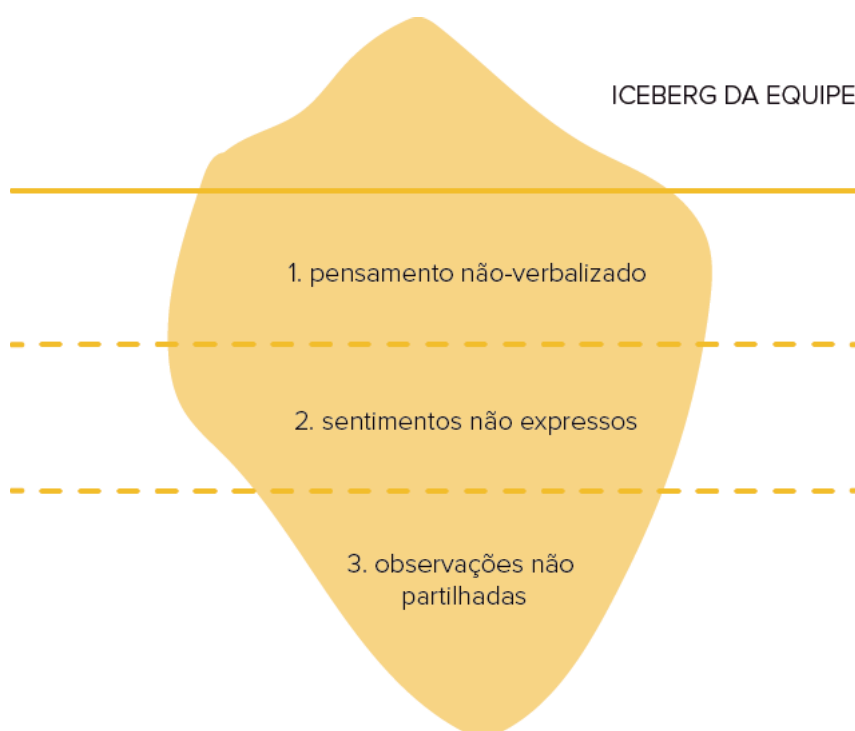 ICEBERG DA EQUIPE
1. pensamento não-verbalizado
2. sentimentos não expressos
3. observações não
partilhadas